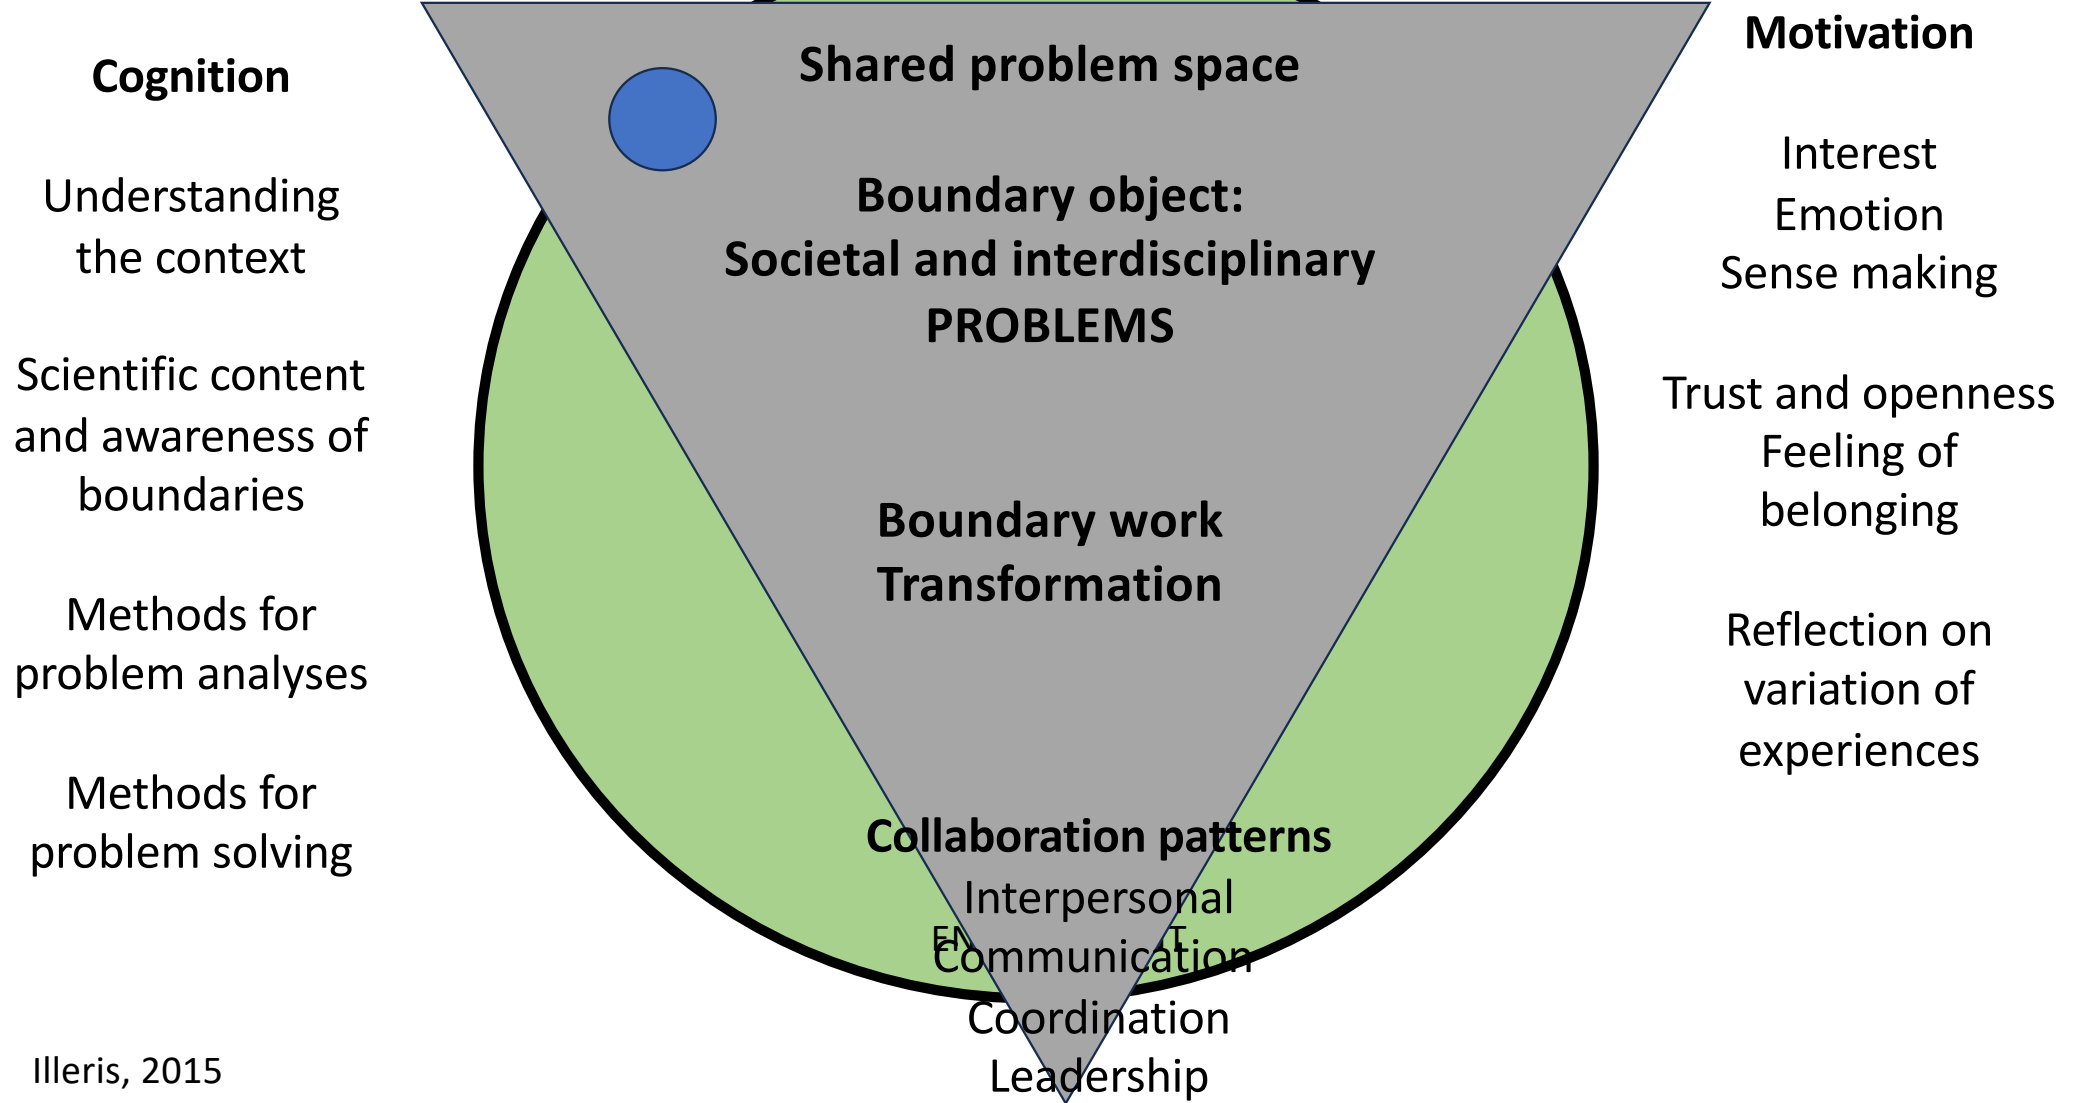 Cognition
Understanding
the context
Scientific content
and awareness of
boundaries
Methods for
problem analyses
Methods for
problem solving
Shared problem space
Boundary object:
Societal and interdisciplinary
PROBLEMS
Boundary work
Transformation
Collaboration patterns
Interpersonal
Communication
Coordination
Leadership
Motivation
Interest
Emotion
Sense making
Trust and openness
Feeling of
belonging
Reflection on
variation of
experiences
Illeris, 2015